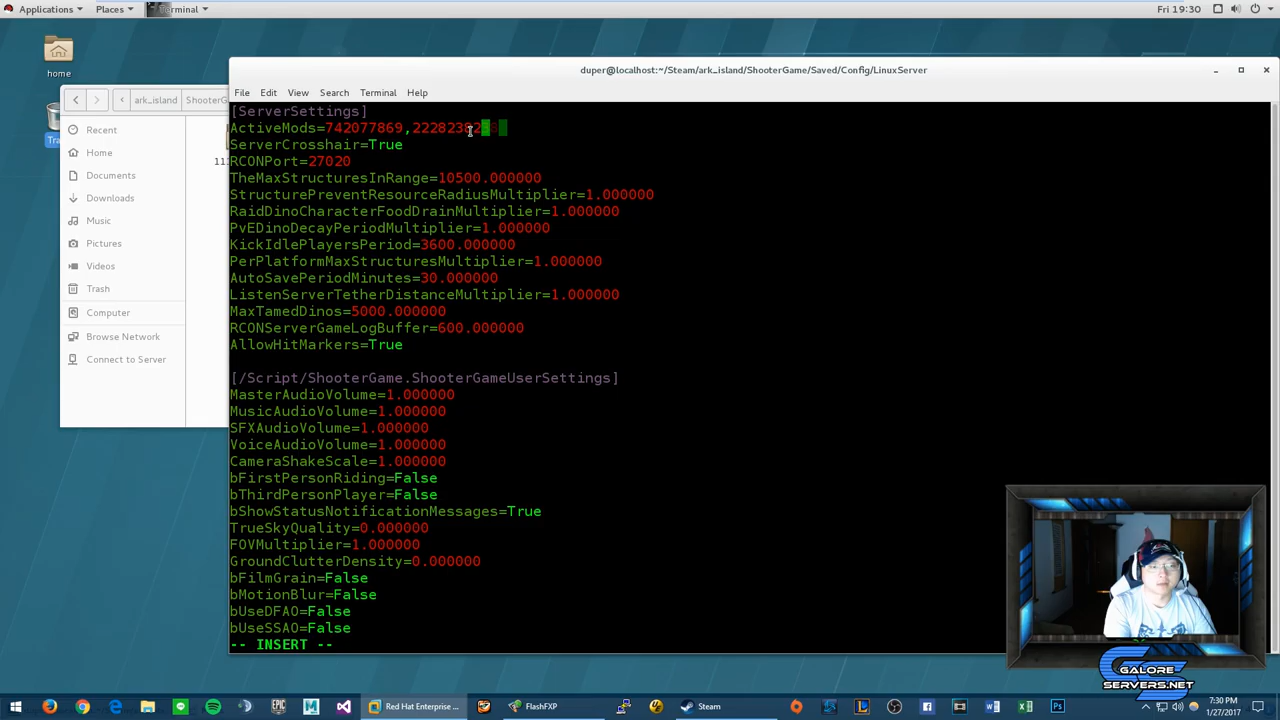 Applications
Places
Terminal
Fri 19:30
home
duper@localhost:~/Steam/ark_island/ShooterGame/Saved/Config/LinuxServer
File Edit View Search Terminal Help
ark_island
ShooterG
Recent
Home
Documents
Downloads
Music
Pictures
Videos
Trash
Computer
Browse Network
Connect to Server
[ServerSettings]
ServerCrosshair=True
RCONPort=27020
TheMaxStructuresInRange=10500.000000
StructurePreventResourceRadiusMultiplier=1.000000
RaidDinoCharacterFoodDrainMultiplier=1.000000
PvEDinoDecayPeriodMultiplier=1.000000
KickIdlePlayersPeriod=3600.000000
PerPlatformMaxStructuresMultiplier=1.000000
AutoSavePeriodMinutes=30.000000
ListenServerTetherDistanceMultiplier=1.000000
MaxTamedDinos=5000.000000
RCONServerGameLogBuffer=600.000000
AllowHitMarkers=True
[/Script/ShooterGame.ShooterGameUserSettings]
MasterAudioVolume=1.000000
MusicAudioVolume=1.000000
SFXAudioVolume=1.000000
VoiceAudioVolume=1.000000
CameraShakeScale=1.000000
bFirstPersonRiding=False
bThirdPersonPlayer=False
bShowStatusNotificationMessages=True
TrueSkyQuality=0.000000
FOVMultiplier=1.000000
GroundClutterDensity=0.000000
bFilmGrain=False
bMotionBlur=False
bUseDFAO=False
bUseSSAO=False
-- INSERT --
GALORE
SERVERS.NET
Red Hat Enterprise ...
FlashFXP
Steam
7:30 PM
1/27/2017